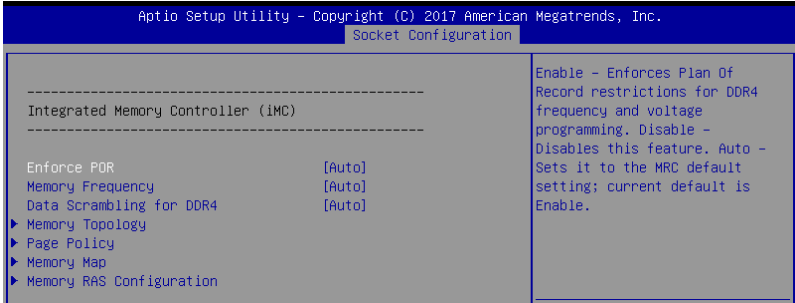 Aptio Setup Utility – Copyright (C) 2017 American Megatrends, Inc.
Socket Configuration
------------------------------------------------
Integrated Memory Controller (iMC)
------------------------------------------------
Enforce POR [Auto]
Memory Frequency [Auto]
Data Scrambling for DDR4 [Auto]
Memory Topology
Page Policy
Memory Map
Memory RAS Configuration
Enable – Enforces Plan Of
Record restrictions for DDR4
frequency and voltage
programming. Disable –
Disables this feature. Auto –
Sets it to the MRC default
setting; current default is
Enable.